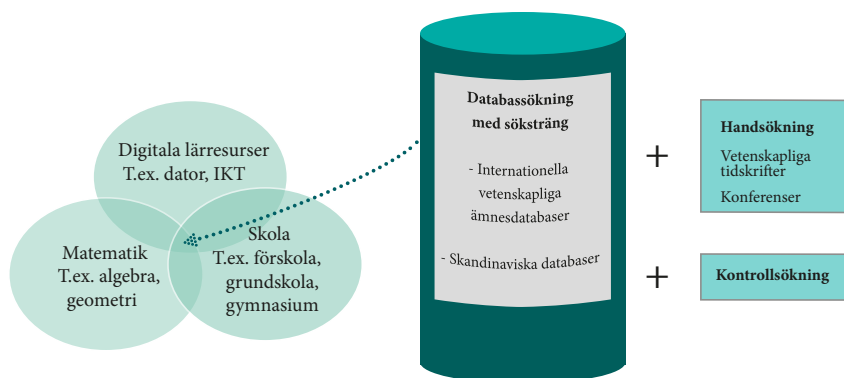 Digitala lärresurser
T.ex. dator, IKT
Matematik
T.ex. algebra,
geometri
Skola
T.ex. förskola,
grundskola,
gymnasium
Databassökning
med söksträng
- Internationella
vetenskapliga
ämnesdatabaser
- Skandinaviska databaser
+
Handsökning
Vetenskapliga
tidskrifter
Konferenser
+
Kontrollsökning